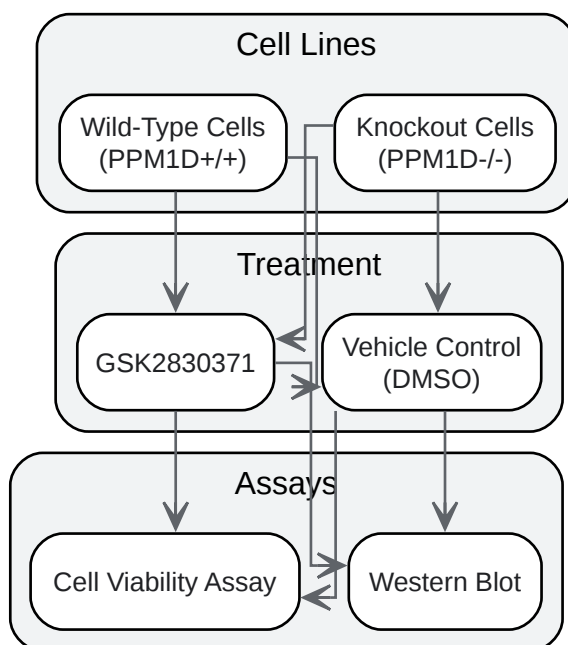 Cell Lines
Wild-Type Cells
(PPM1D+/+)
Knockout Cells
(PPM1D-/-)
Treatment
GSK2830371
Vehicle Control
(DMSO)
Assays
Cell Viability Assay
Western Blot